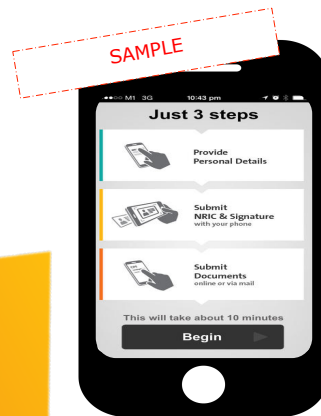 SAMPLE
M1 3G 10:43 pm
Just 3 steps
Provide
Personal Details
Submit
NRIC & Signature
with your phone
Submit
Documents
online or via mail
This will take about 10 minutes
Begin